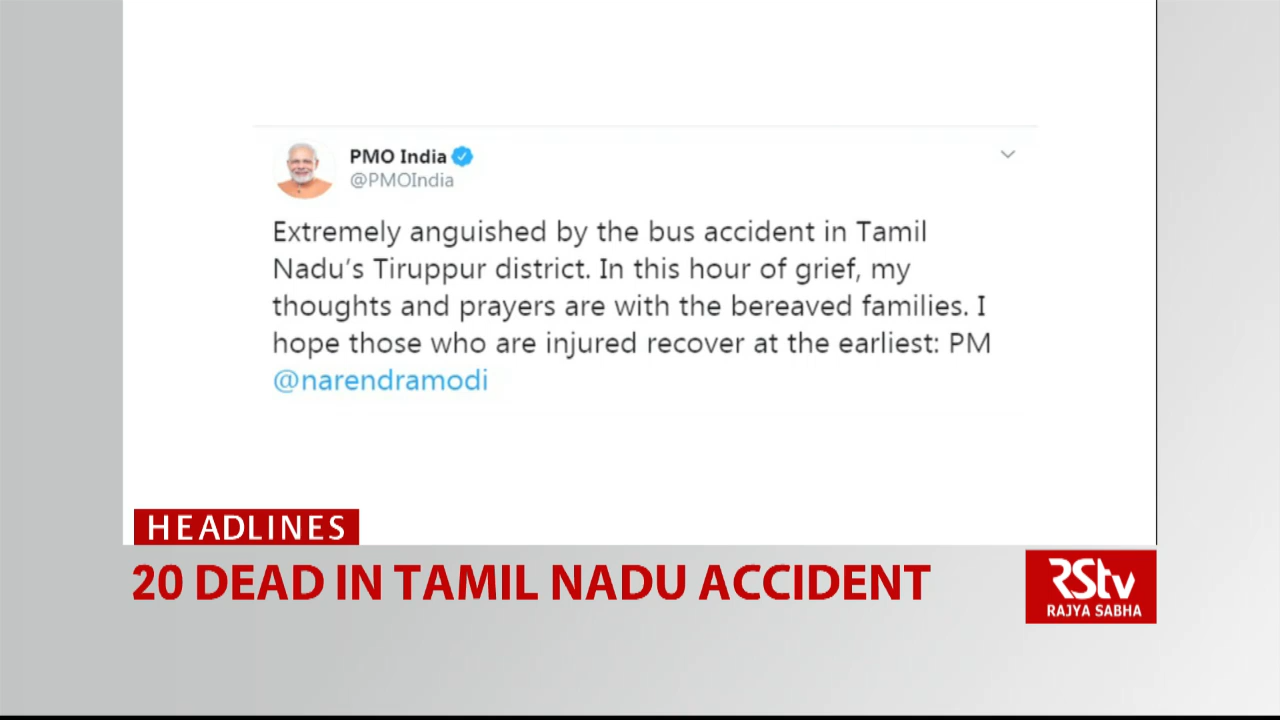 PMO India
@PMOIndia
Extremely anguished by the bus accident in Tamil
Nadu's Tiruppur district. In this hour of grief, my
thoughts and prayers are with the bereaved families. I
hope those who are injured recover at the earliest: PM
@narendramodi
HEADLINES
20 DEAD IN TAMIL NADU ACCIDENT
RStv
RAJYA SABHA